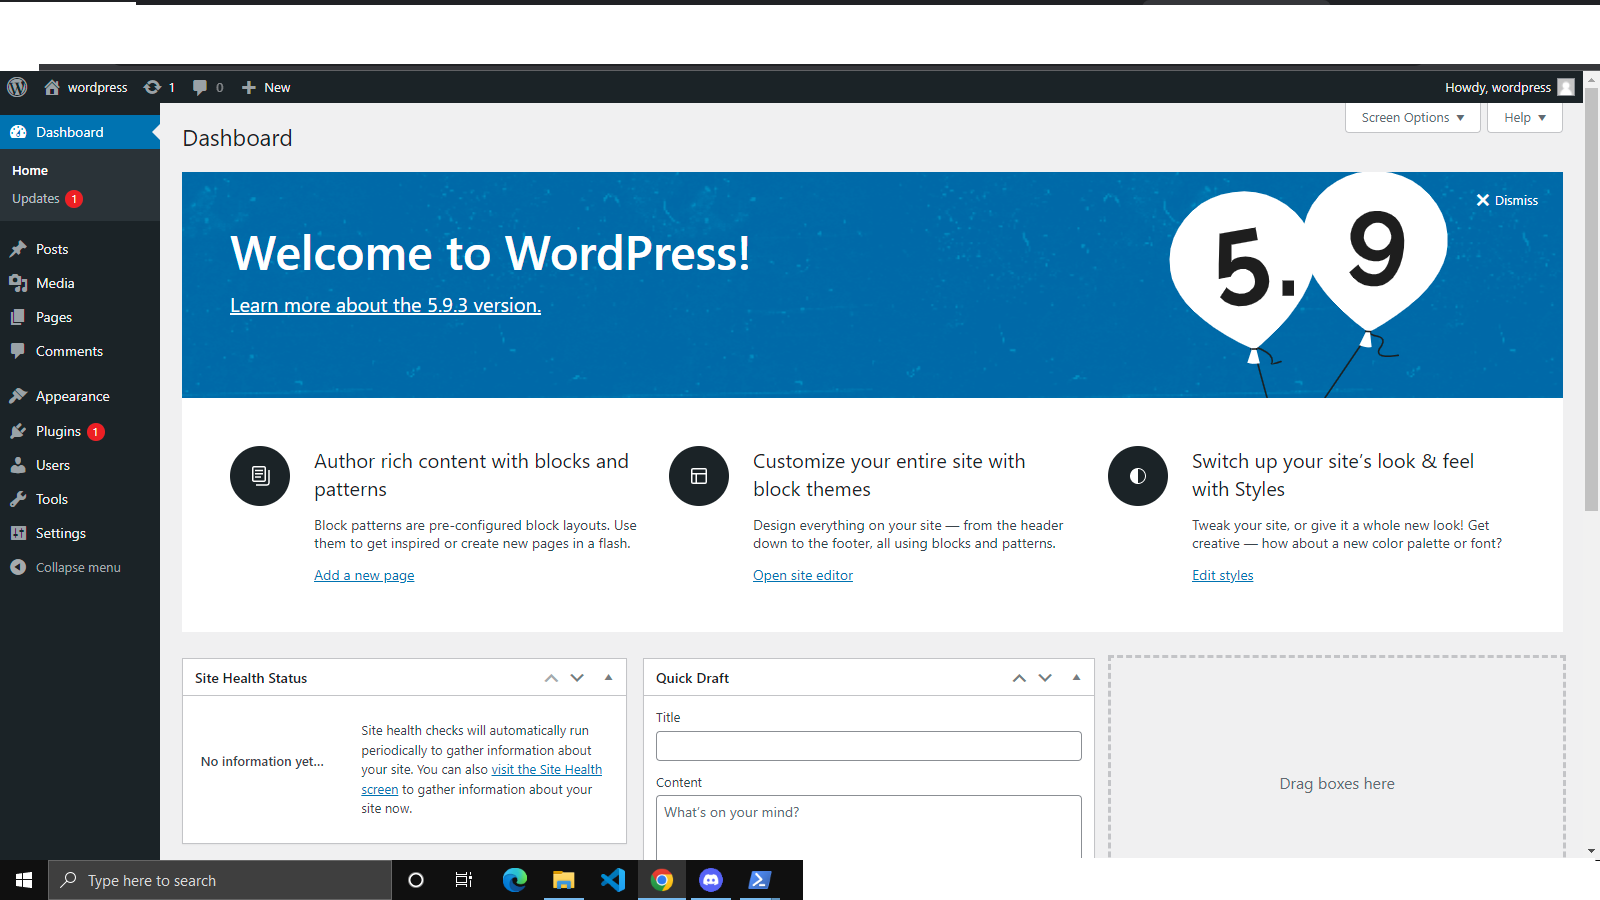 wordpress
1
0
New
Howdy, wordpress
Dashboard
Home
Updates 1
Posts
Media
Pages
Comments
Appearance
Plugins 1
Users
Tools
Settings
Collapse menu
Screen Options
Help
Dashboard
Dismiss
Welcome to WordPress!
Learn more about the 5.9.3 version.
5.9
Author rich content with blocks and
patterns
Block patterns are pre-configured block layouts. Use
them to get inspired or create new pages in a flash.
Add a new page
Customize your entire site with
block themes
Design everything on your site — from the header
down to the footer, all using blocks and patterns.
Open site editor
Switch up your site’s look & feel
with Styles
Tweak your site, or give it a whole new look! Get
creative — how about a new color palette or font?
Edit styles
Site Health Status
No information yet...
Site health checks will automatically run
periodically to gather information about
your site. You can also visit the Site Health
screen to gather information about your
site now.
Quick Draft
Title
Content
What’s on your mind?
Drag boxes here
Type here to search